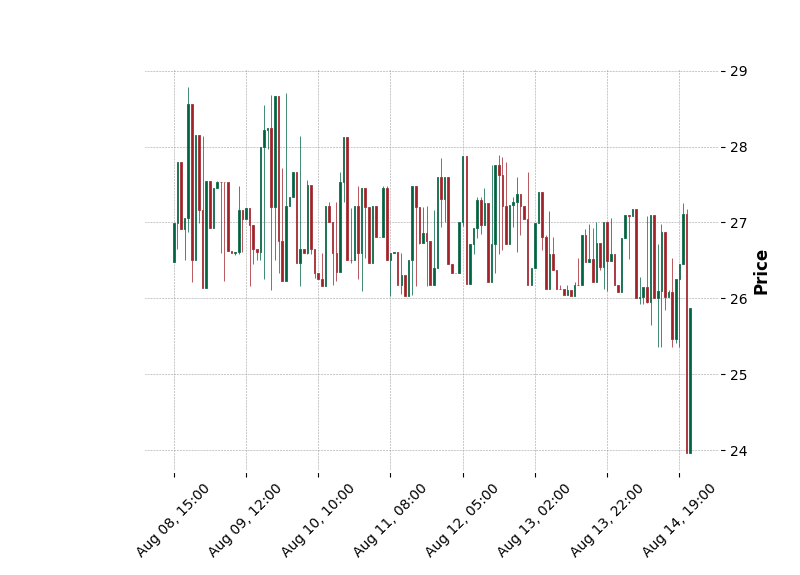 29
28
27
26
25
24
Price
Aug 08, 15:00
Aug 09, 12:00
Aug 10, 10:00
Aug 11, 08:00
Aug 12, 05:00
Aug 13, 02:00
Aug 13, 22:00
Aug 14, 19:00